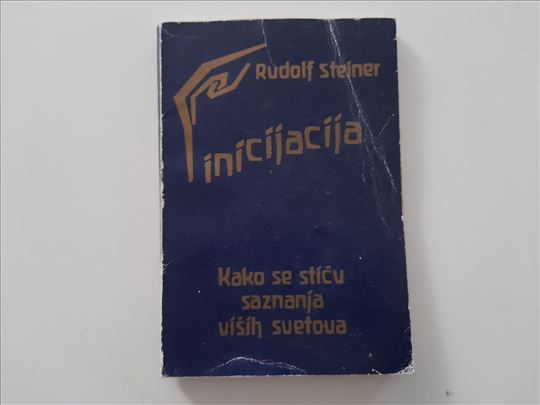 Rudolf Steiner
inicijacija
Kako se stiču
saznanja
viših svetova